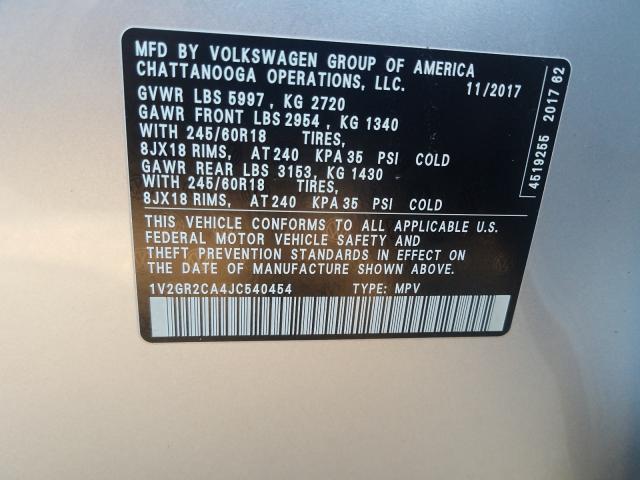 MFD BY VOLKSWAGEN GROUP OF AMERICA
CHATTANOOGA OPERATIONS, LLC. 11/2017
GVWR LBS 5997 , KG 2720
GAWR FRONT LBS 2954 , KG 1340
WITH 245/60R18 TIRES,
8JX18 RIMS, AT 240 KPA 35 PSI COLD
GAWR REAR LBS 3153, KG 1430
WITH 245/60R18 TIRES,
8JX18 RIMS, AT 240 KPA 35 PSI COLD
THIS VEHICLE CONFORMS TO ALL APPLICABLE U.S.
FEDERAL MOTOR VEHICLE SAFETY AND
THEFT PREVENTION STANDARDS IN EFFECT ON
THE DATE OF MANUFACTURE SHOWN ABOVE.
1V2GR2CA4JC540454 TYPE: MPV
4519255 2017 62